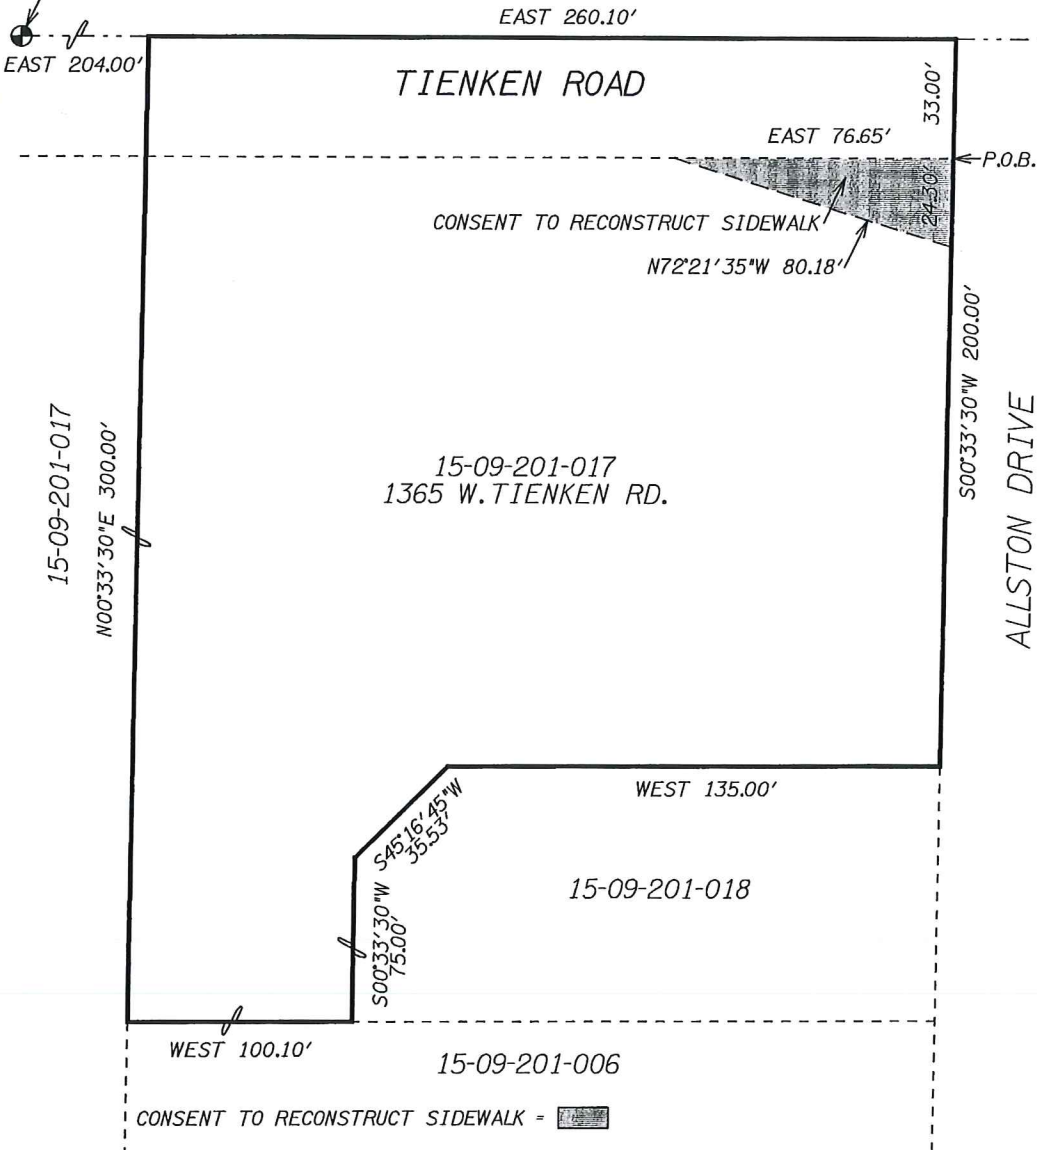 EAST 260.10'
EAST 204.00'
TIENKEN ROAD
33.00'
EAST 76.65'
P.O.B.
24.30'
CONSENT TO RECONSTRUCT SIDEWALK
N72°21'35"W 80.18'
S00°33'30"W 200.00'
ALLSTON DRIVE
15-09-201-017
N00°33'30"E 300.00'
15-09-201-017
1365 W. TIENKEN RD.
WEST 135.00'
S45°16'45"W
35.53'
S00°33'30"W
75.00'
15-09-201-018
WEST 100.10'
15-09-201-006
CONSENT TO RECONSTRUCT SIDEWALK =